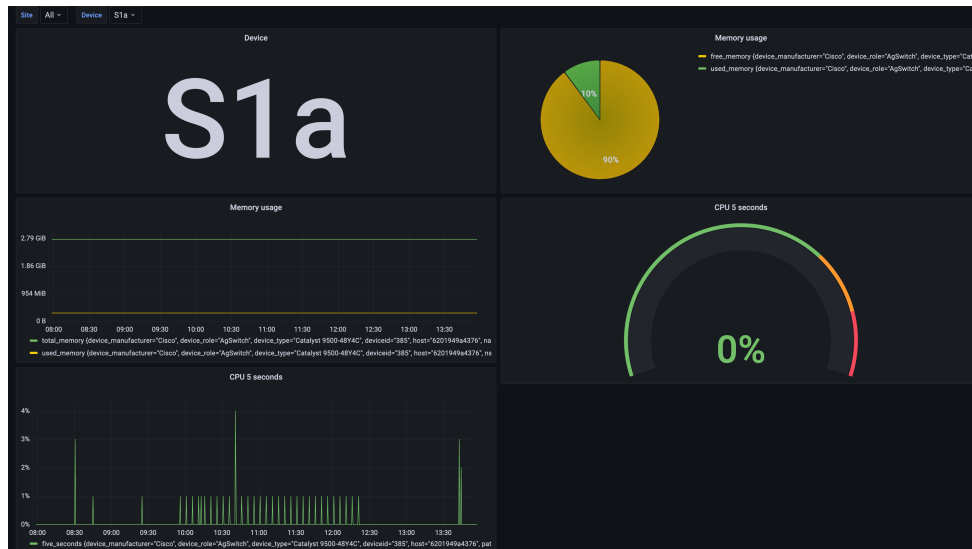 Site All Device S1a
Device
S1a
Memory usage
free_memory {device_manufacturer="Cisco", device_role="AgSwitch", device_type="Cat
used_memory {device_manufacturer="Cisco", device_role="AgSwitch", device_type="C
10%
90%
Memory usage
2.79 GiB
1.86 GiB
954 MiB
0 B
08:00 08:30 09:00 09:30 10:00 10:30 11:00 11:30 12:00 12:30 13:00 13:30
total_memory {device_manufacturer="Cisco", device_role="AgSwitch", device_type="Catalyst 9500-48Y4C", deviceid="385", host="6201949a4376", na
used_memory {device_manufacturer="Cisco", device_role="AgSwitch", device_type="Catalyst 9500-48Y4C", deviceid="385", host="6201949a4376", na
CPU 5 seconds
0%
CPU 5 seconds
4%
3%
2%
1%
0%
08:00 08:30 09:00 09:30 10:00 10:30 11:00 11:30 12:00 12:30 13:00 13:30
five_seconds {device_manufacturer="Cisco", device_role="AgSwitch", device_type="Catalyst 9500-48Y4C", deviceid="385", host="6201949a4376", pat